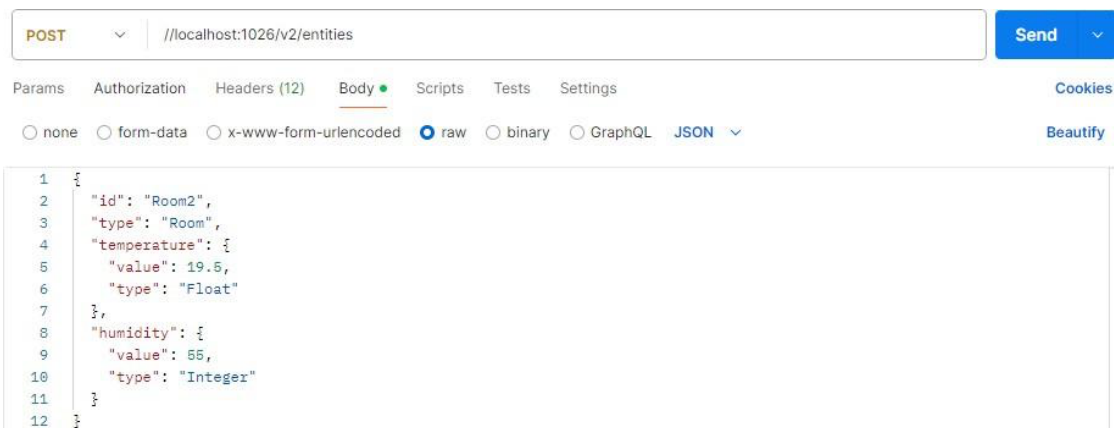 POST //localhost:1026/v2/entities Send
Params Authorization Headers (12) Body Scripts Tests Settings Cookies
none form-data x-www-form-urlencoded raw binary GraphQL JSON Beautify
1 {
2 "id": "Room2",
3 "type": "Room",
4 "temperature": {
5 "value": 19.5,
6 "type": "Float"
7 },
8 "humidity": {
9 "value": 55,
10 "type": "Integer"
11 }
12 }